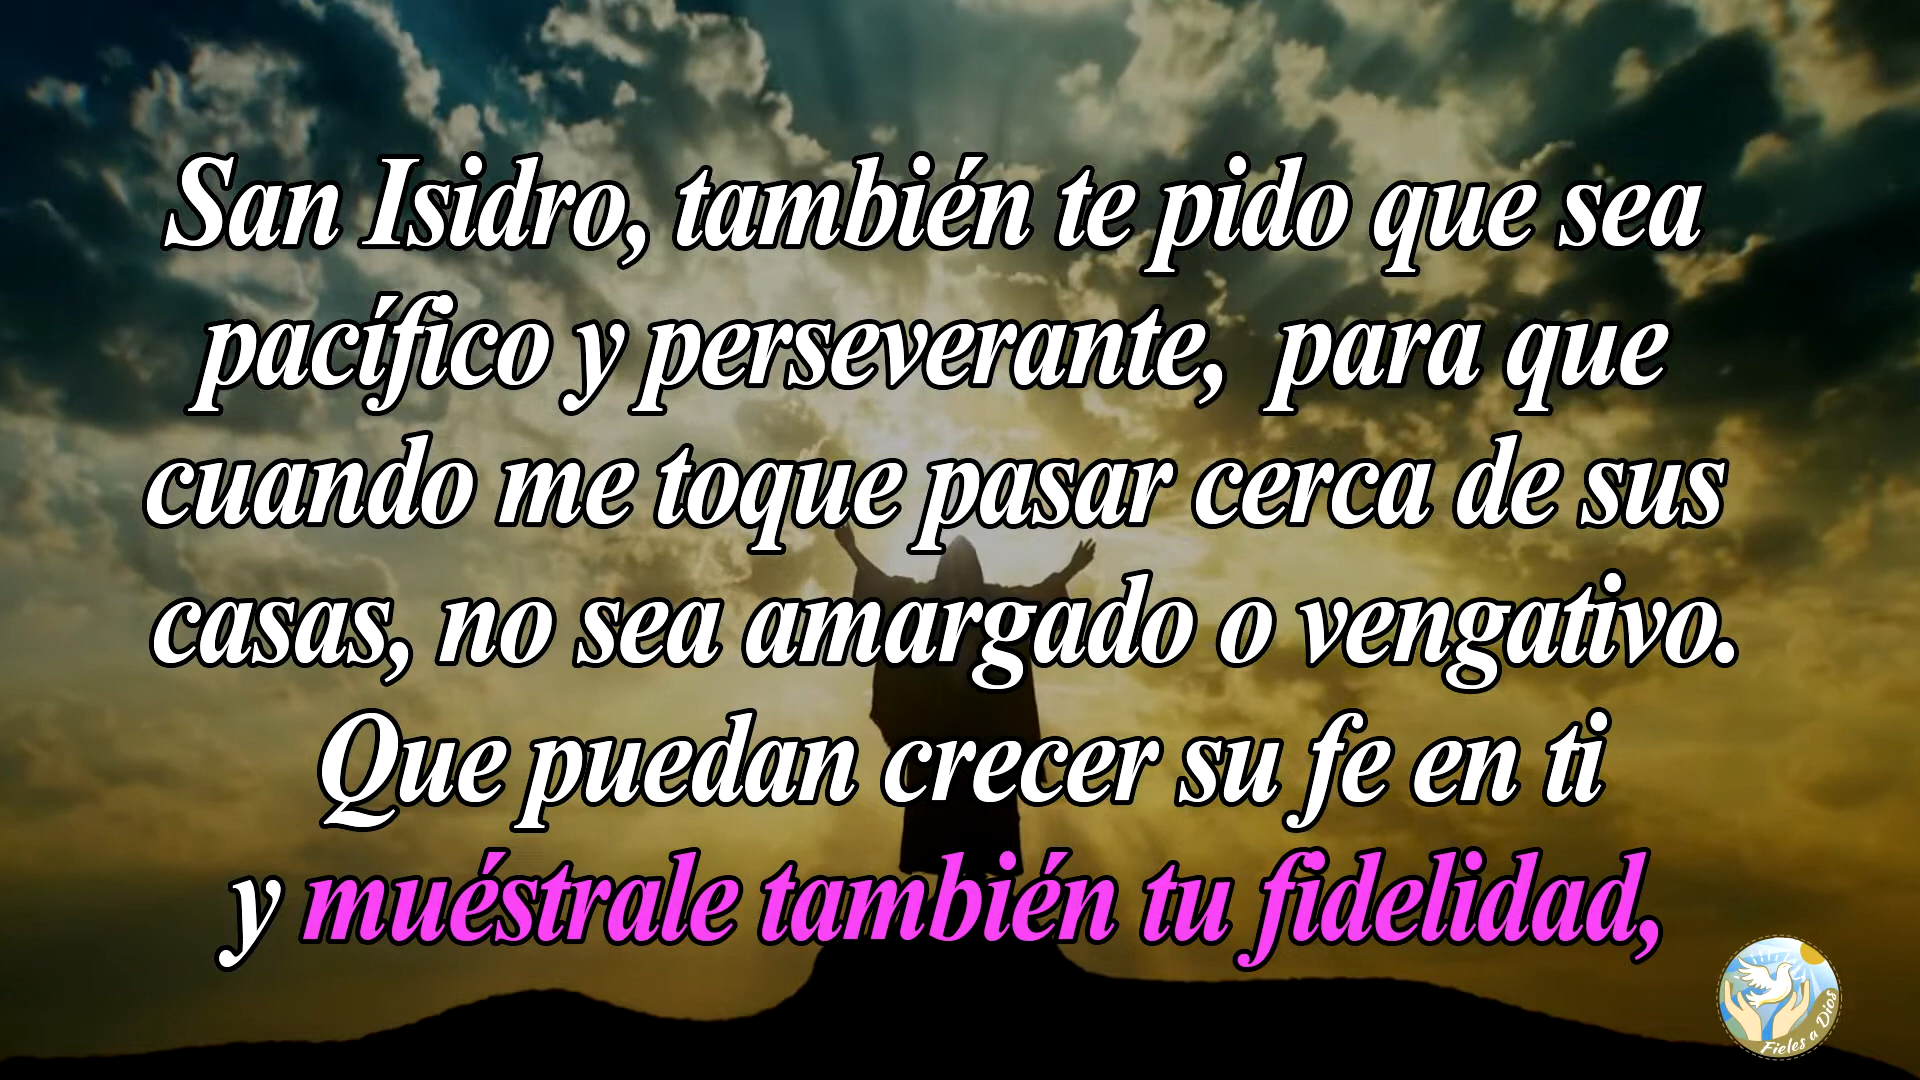 San Isidro, también te pido que sea
pacífico y perseverante,  para que
cuando me toque pasar cerca de sus
casas, no sea amargado o vengativo.
Que puedan crecer su fe en ti
y muéstrale también tu fidelidad,
Fieles a Dios